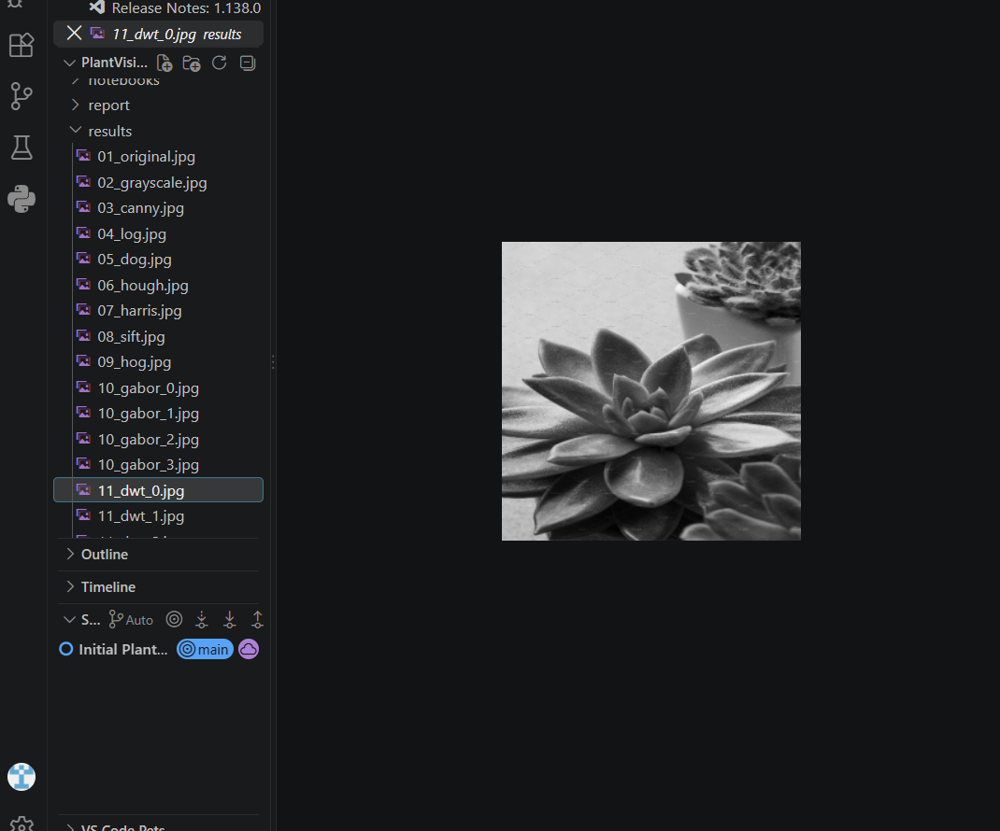 Release Notes: 1.138.0
11_dwt_0.jpg results
PlantVisi...
notebooks
report
results
01_original.jpg
02_grayscale.jpg
03_canny.jpg
04_log.jpg
05_dog.jpg
06_hough.jpg
07_harris.jpg
08_sift.jpg
09_hog.jpg
10_gabor_0.jpg
10_gabor_1.jpg
10_gabor_2.jpg
10_gabor_3.jpg
11_dwt_0.jpg
11_dwt_1.jpg
Outline
Timeline
S... Auto
Initial Plant... main
VS Code Pets